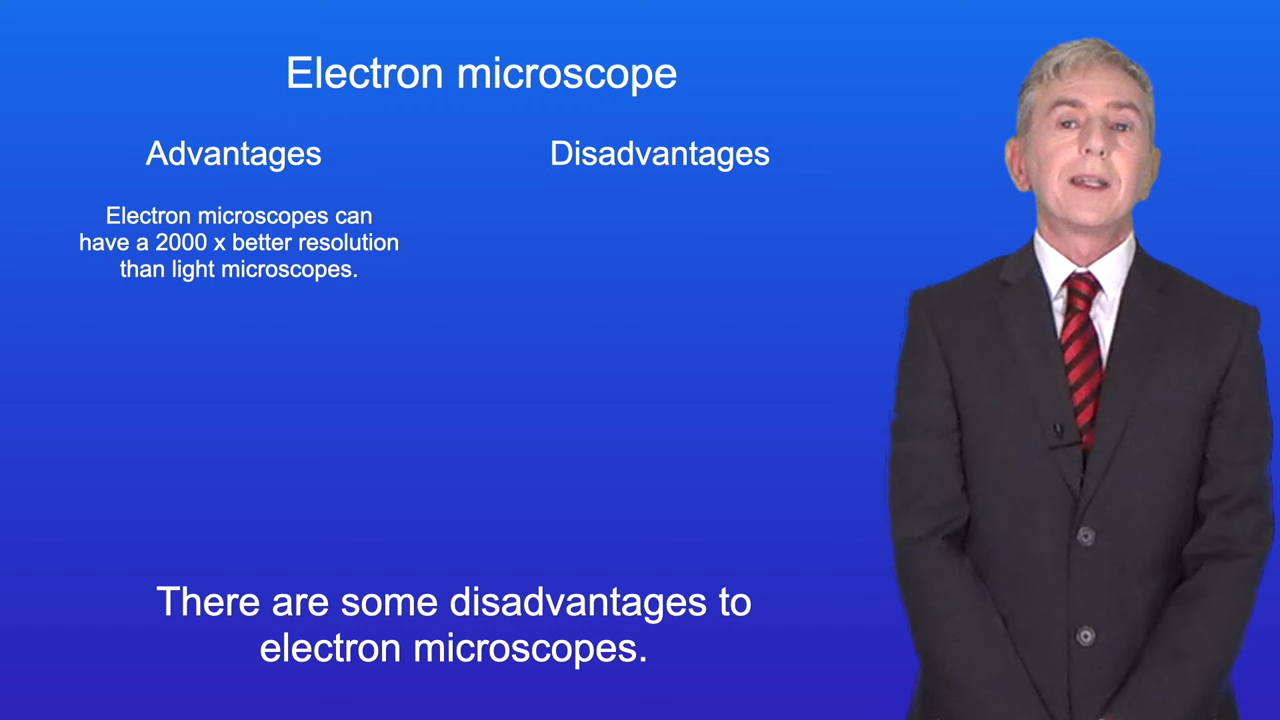 Electron microscope
Advantages
Disadvantages
Electron microscopes can
have a 2000 x better resolution
than light microscopes.
There are some disadvantages to
electron microscopes.